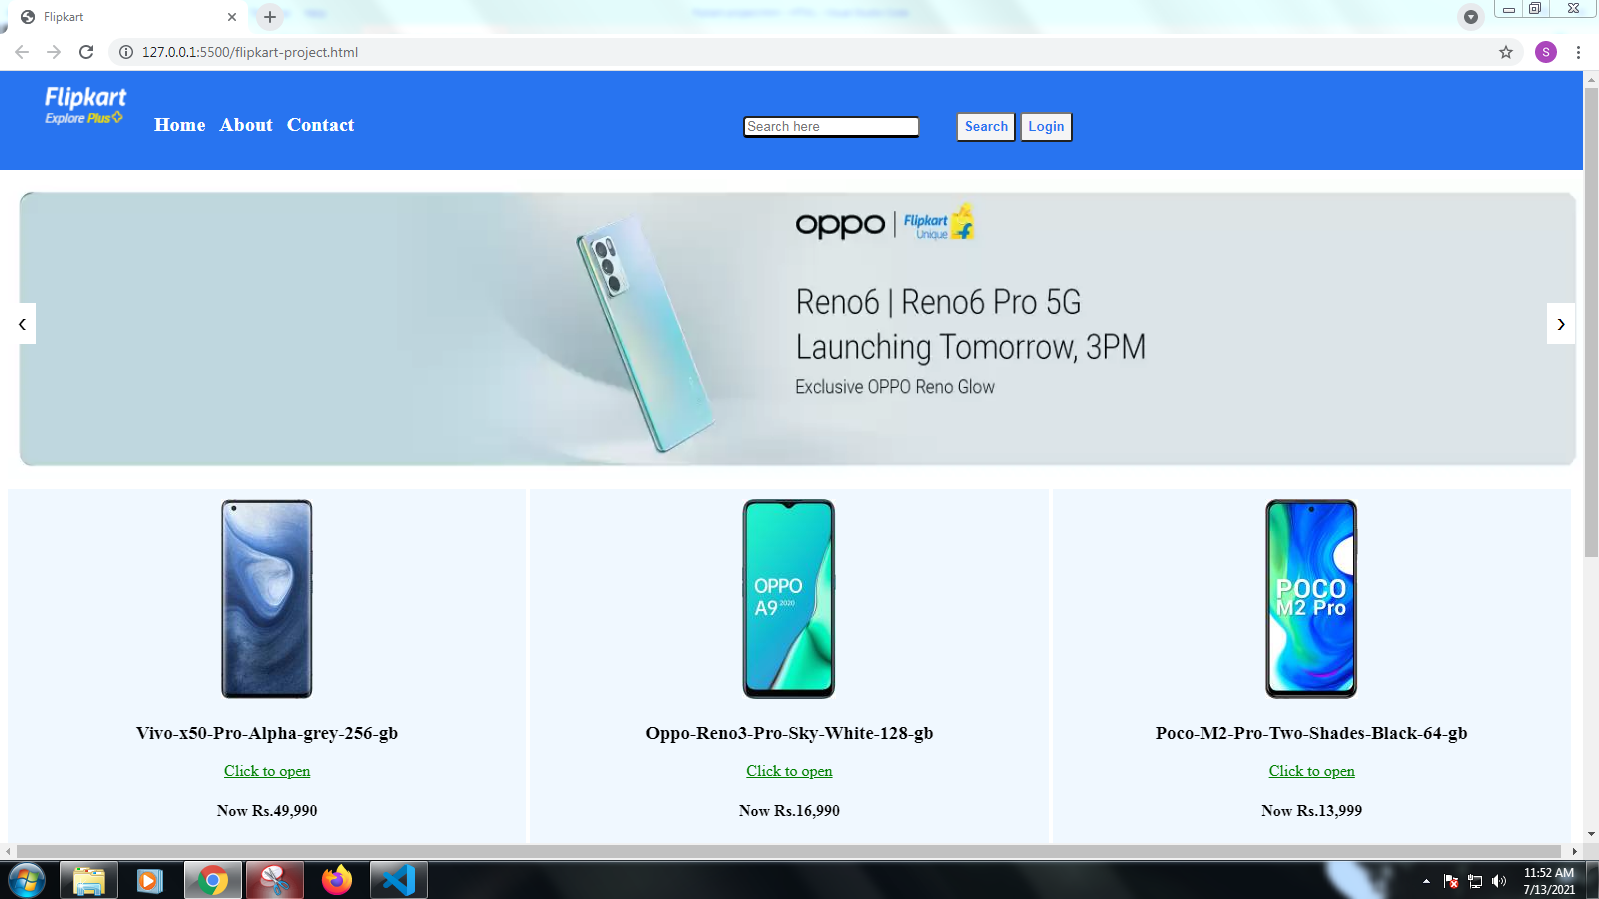 Flipkart
127.0.0.1:5500/flipkart-project.html
S
Flipkart
Explore Plus
Home About Contact
Search here
Search
Login
oppo | Flipkart
Unique
Reno6 | Reno6 Pro 5G
Launching Tomorrow, 3PM
Exclusive OPPO Reno Glow
OPPO
A9 2020
POCO
M2 Pro
Vivo-x50-Pro-Alpha-grey-256-gb
Oppo-Reno3-Pro-Sky-White-128-gb
Poco-M2-Pro-Two-Shades-Black-64-gb
Click to open
Click to open
Click to open
Now Rs.49,990
Now Rs.16,990
Now Rs.13,999
11:52 AM
7/13/2021